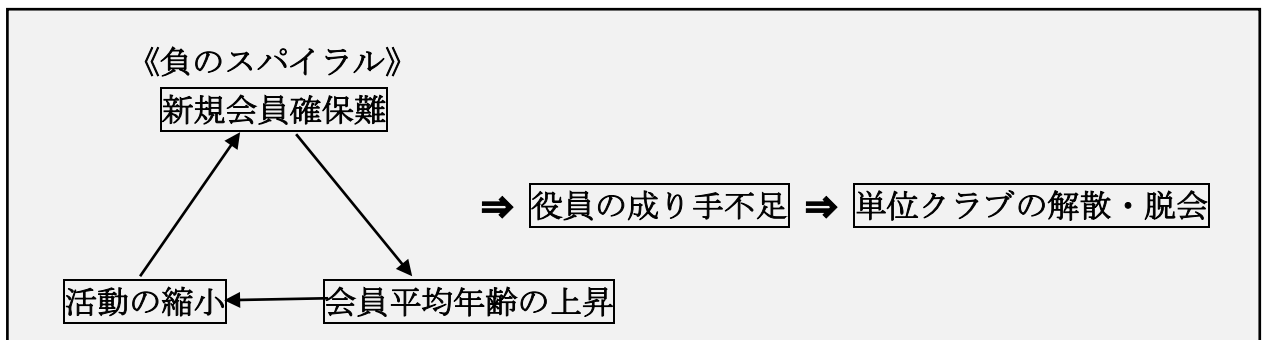 《負のスパイラル》
新規会員確保難
⇒ 役員の成り手不足 ⇒ 単位クラブの解散・脱会
活動の縮小
会員平均年齢の上昇